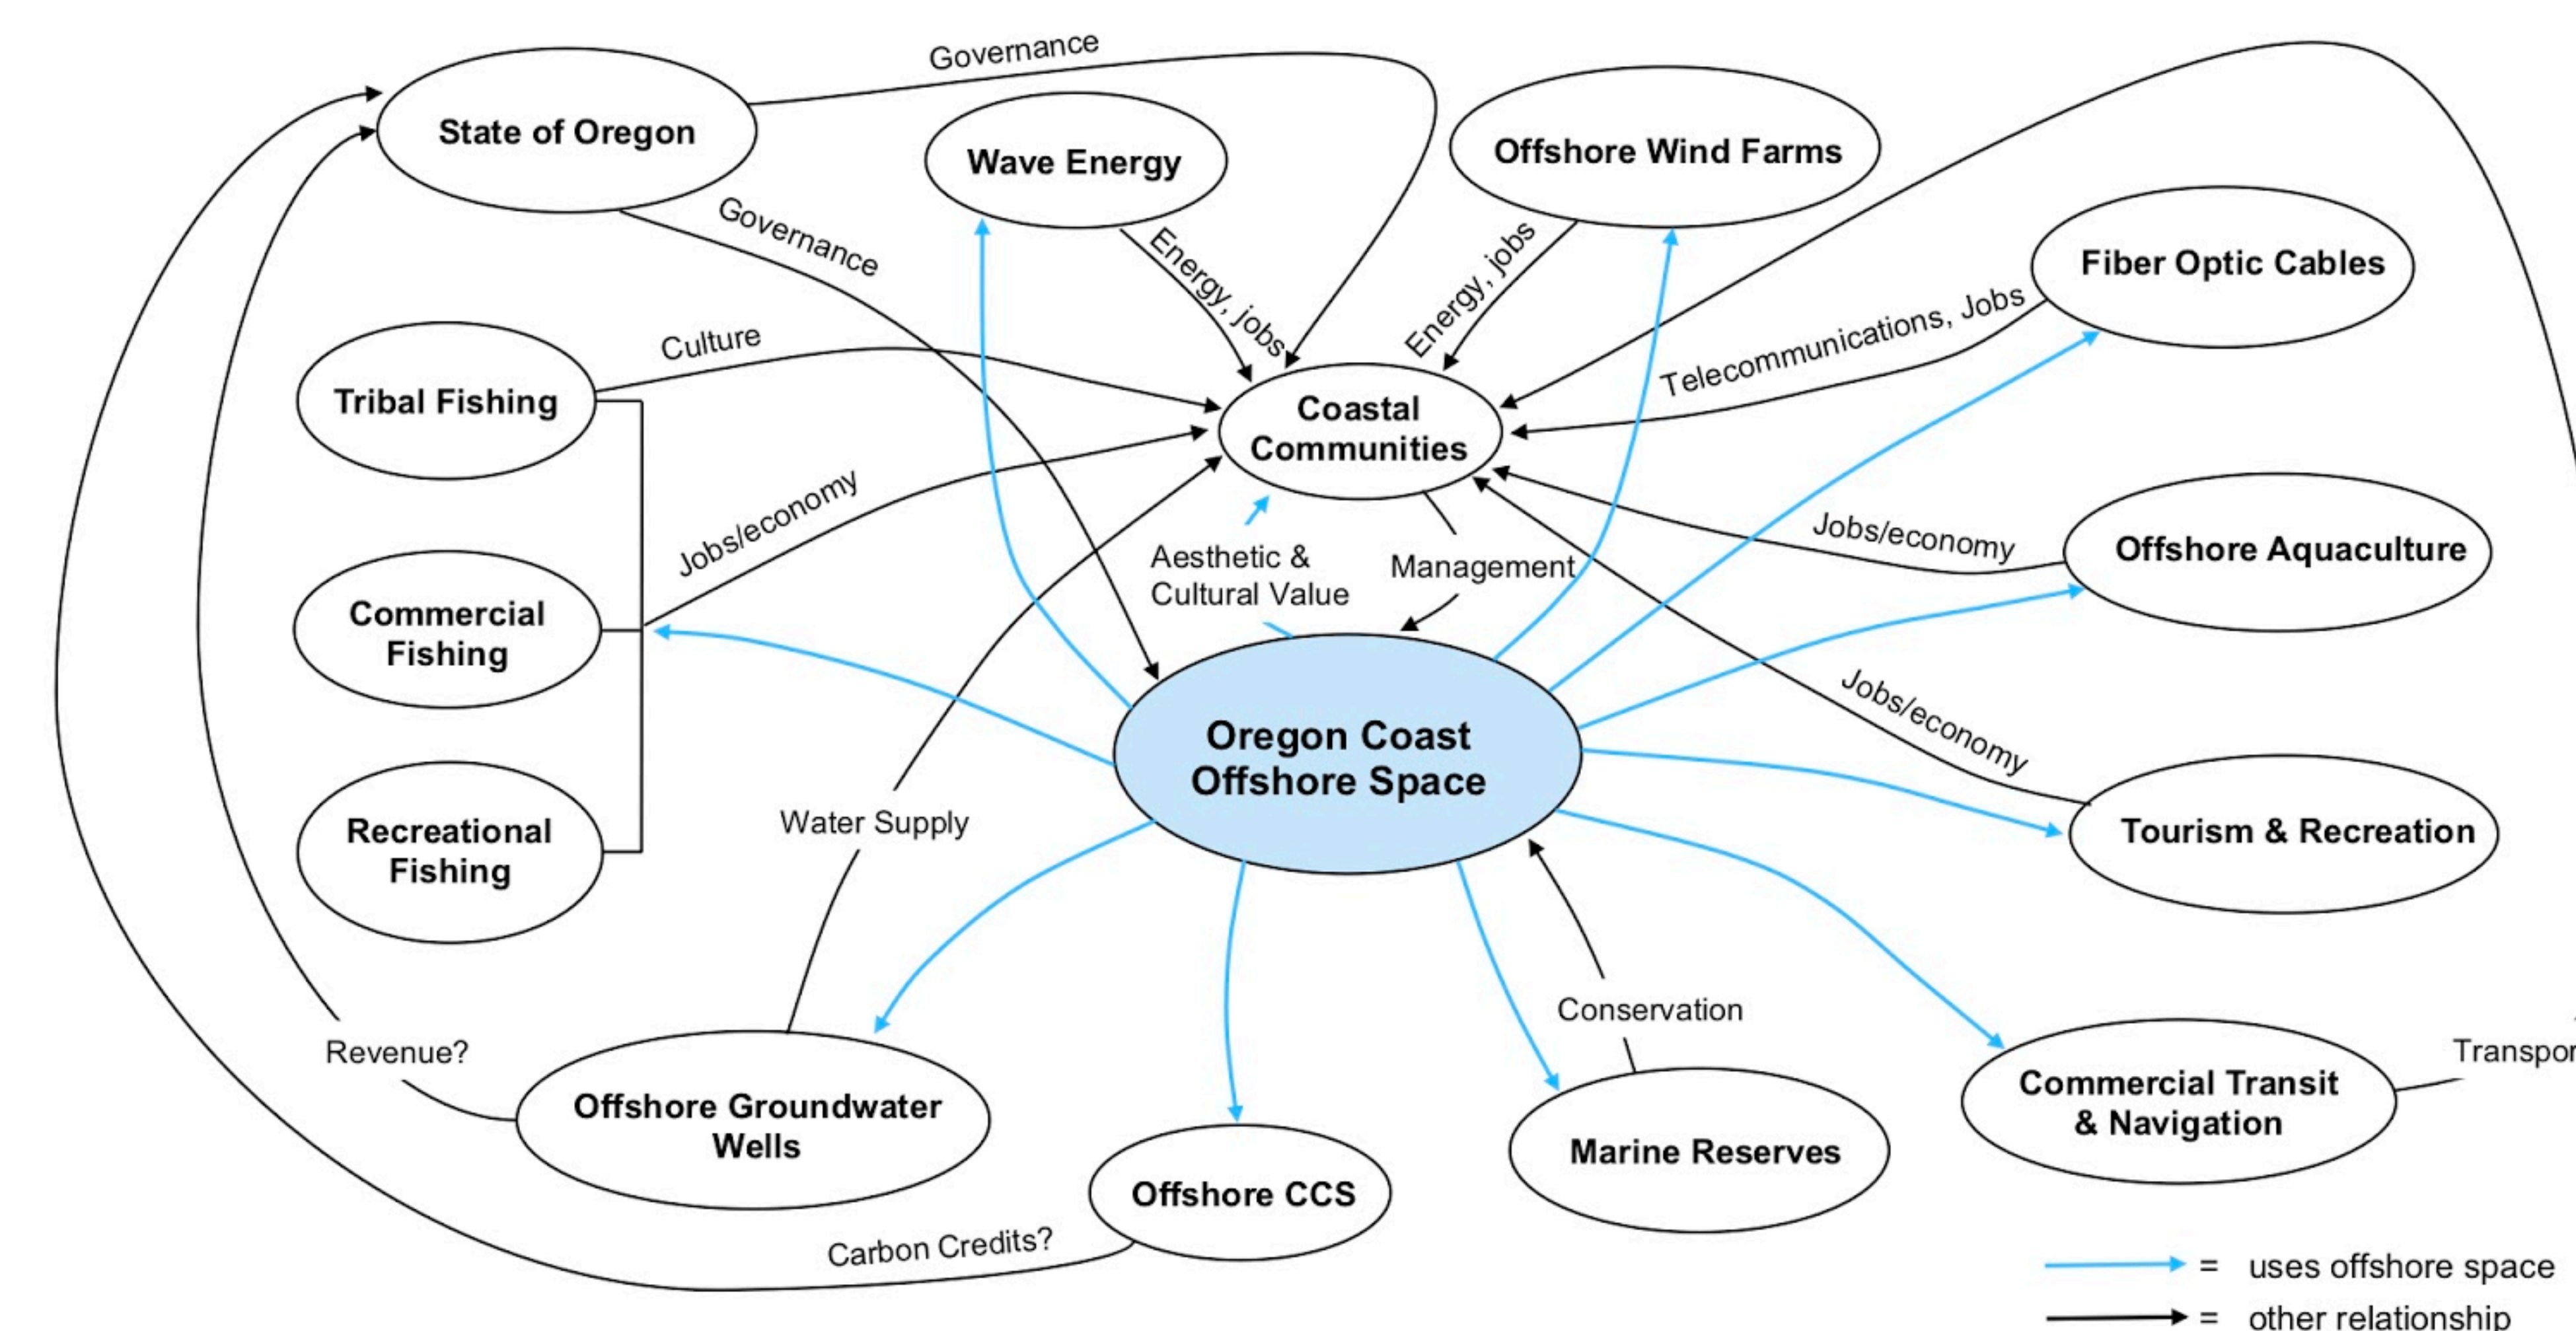 Governance
State of Oregon
Wave Energy
Offshore Wind Farms
Governance
Energy, jobs
Energy, jobs
Fiber Optic Cables
Telecommunications, Jobs
Culture
Tribal Fishing
Coastal
Communities
Jobs/economy
Jobs/economy
Offshore Aquaculture
Aesthetic &
Cultural Value
Management
Commercial
Fishing
Jobs/economy
Oregon Coast
Offshore Space
Water Supply
Recreational
Fishing
Tourism & Recreation
Conservation
Revenue?
Transpor
Offshore Groundwater
Wells
Commercial Transit
& Navigation
Marine Reserves
Offshore CCS
Carbon Credits?
= uses offshore space
= other relationship